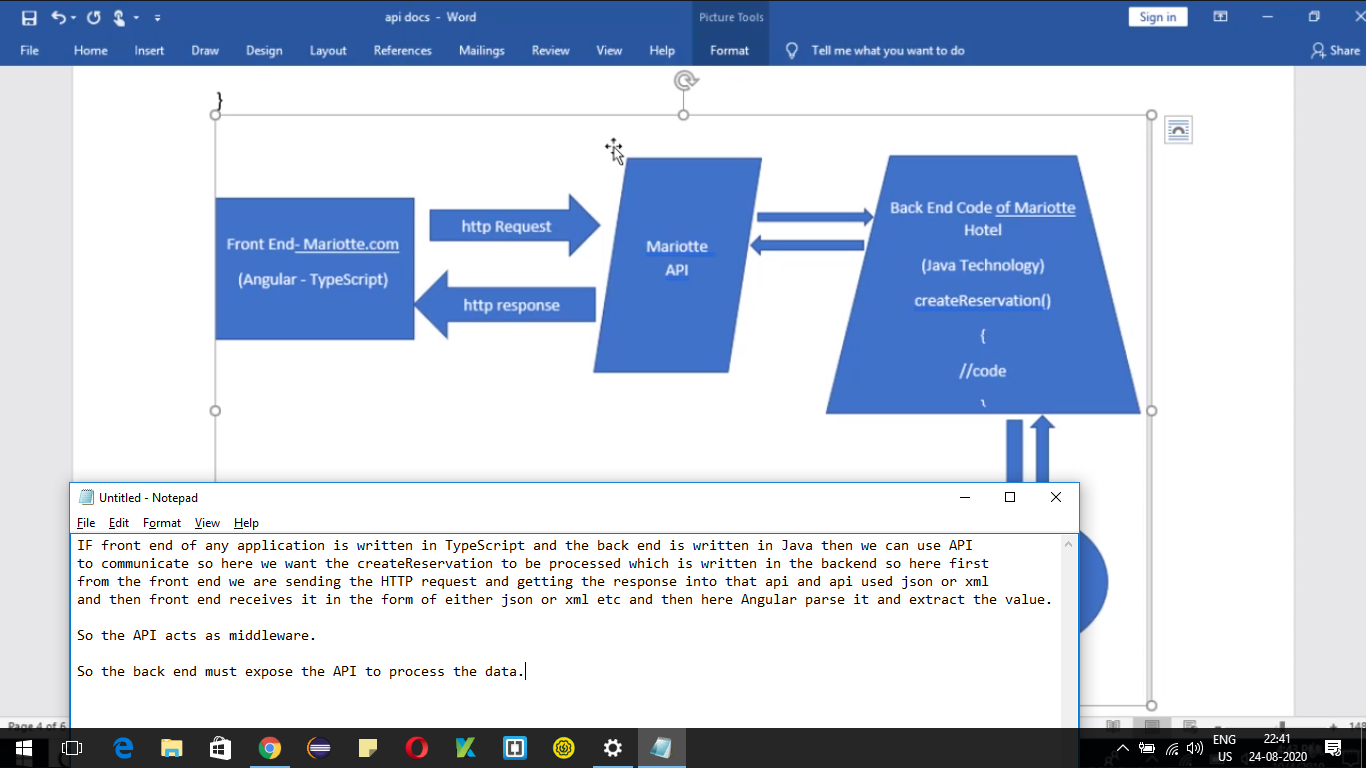 api docs - Word
Picture Tools
Sign in
File Home Insert Draw Design Layout References Mailings Review View Help Format Tell me what you want to do Share
}
Front End- Mariotte.com
(Angular - TypeScript)
http Request
http response
Mariotte
API
Back End Code of Mariotte
Hotel
(Java Technology)
createReservation()
{
//code
Untitled - Notepad
File Edit Format View Help
IF front end of any application is written in TypeScript and the back end is written in Java then we can use API
to communicate so here we want the createReservation to be processed which is written in the backend so here first
from the front end we are sending the HTTP request and getting the response into that api and api used json or xml
and then front end receives it in the form of either json or xml etc and then here Angular parse it and extract the value.
So the API acts as middleware.
So the back end must expose the API to process the data.
Page 4 of 6
ENG
US
22:41
24-08-2020